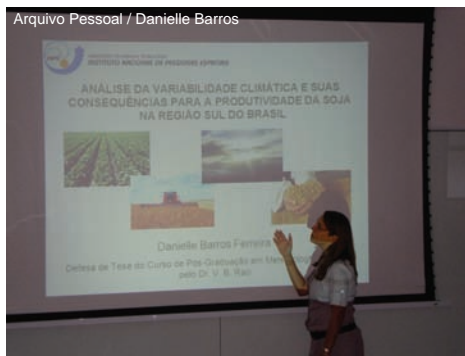 Arquivo Pessoal / Danielle Barros
INSTITUTO NACIONAL DE PESQUISAS ESPACIAIS
ANÁLISE DA VARIABILIDADE CLIMÁTICA E SUAS
CONSEQUÊNCIAS PARA A PRODUTIVIDADE DA SOJA
NA REGIÃO SUL DO BRASIL
Danielle Barros Ferreira
Defesa de Tese do Curso de Pós-Graduação em
pelo Dr. V. B. Rao